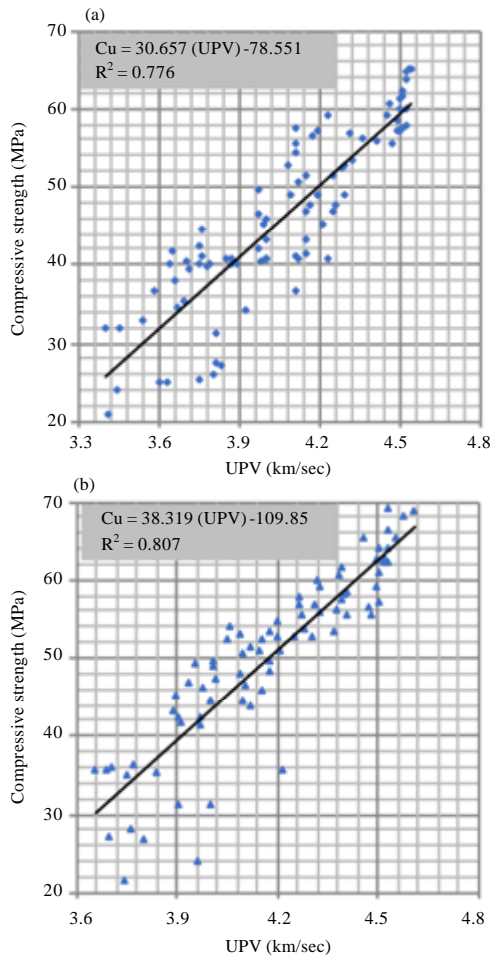 (a)
Cu = 30.657 (UPV) -78.551
R² = 0.776
Compressive strength (MPa)
70
60
50
40
30
20
3.3 3.6 3.9 4.2 4.5 4.8
UPV (km/sec)
(b)
Cu = 38.319 (UPV) -109.85
R² = 0.807
Compressive strength (MPa)
70
60
50
40
30
20
3.6 3.9 4.2 4.5 4.8
UPV (km/sec)